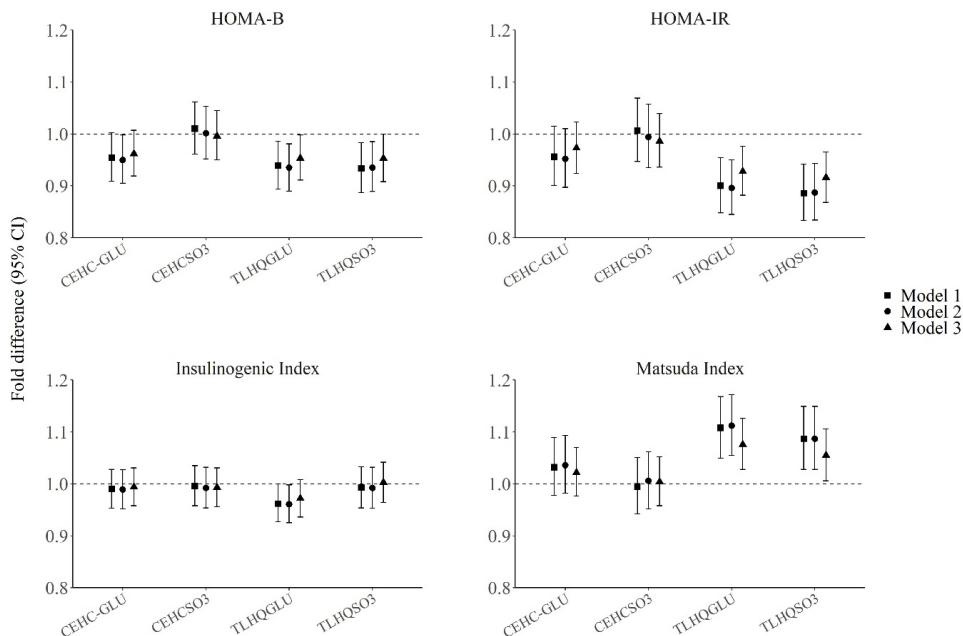 HOMA-B
1.2
1.1
1.0
0.9
0.8
CEHC-GLU
CEHCSO3
TLHQGLU
TLHQSO3
HOMA-IR
1.2
1.1
1.0
0.9
0.8
CEHC-GLU
CEHCSO3
TLHQGLU
TLHQSO3
Fold difference (95% CI)
Model 1
Model 2
Model 3
Insulinogenic Index
1.2
1.1
1.0
0.9
0.8
CEHC-GLU
CEHCSO3
TLHQGLU
TLHQSO3
Matsuda Index
1.2
1.1
1.0
0.9
0.8
CEHC-GLU
CEHCSO3
TLHQGLU
TLHQSO3